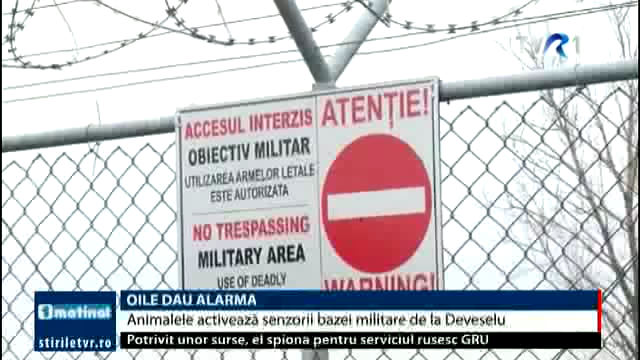 TVR1
ACCESUL INTERZIS
OBIECTIV MILITAR
UTILIZAREA ARMELOR LETALE
ESTE AUTORIZATA
NO TRESPASSING
MILITARY AREA
USE OF DEADLY
ATENȚIE!
WARNING!
1 matinal
stiriletvr.ro
OILE DAU ALARMA
Animalele activează senzorii bazei militare de la Deveselu
Potrivit unor surse, ei spiona pentru serviciul rusesc GRU